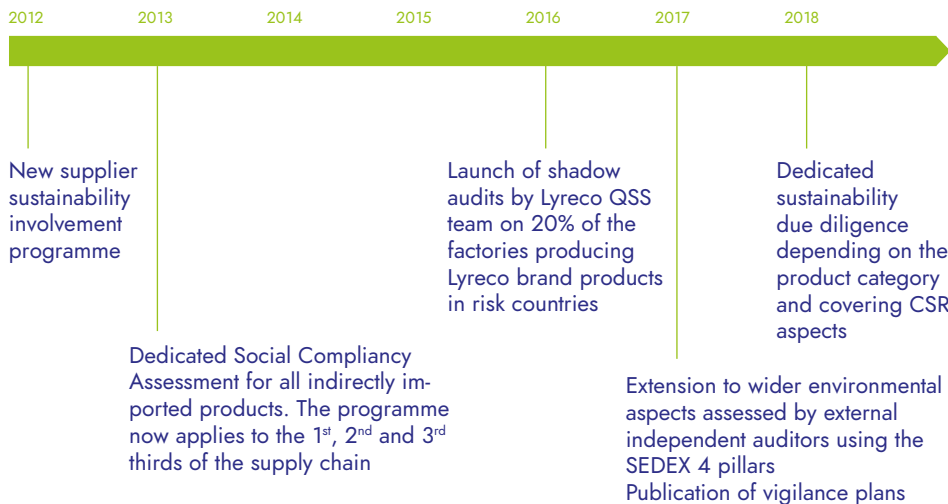 2012 2013 2014 2015 2016 2017 2018
New supplier
sustainability
involvement
programme
Dedicated Social Compliancy
Assessment for all indirectly im-
ported products. The programme
now applies to the 1st, 2nd and 3rd
thirds of the supply chain
Launch of shadow
audits by Lyreco QSS
team on 20% of the
factories producing
Lyreco brand products
in risk countries
Extension to wider environmental
aspects assessed by external
independent auditors using the
SEDEX 4 pillars
Publication of vigilance plans
Dedicated
sustainability
due diligence
depending on the
product category
and covering CSR
aspects